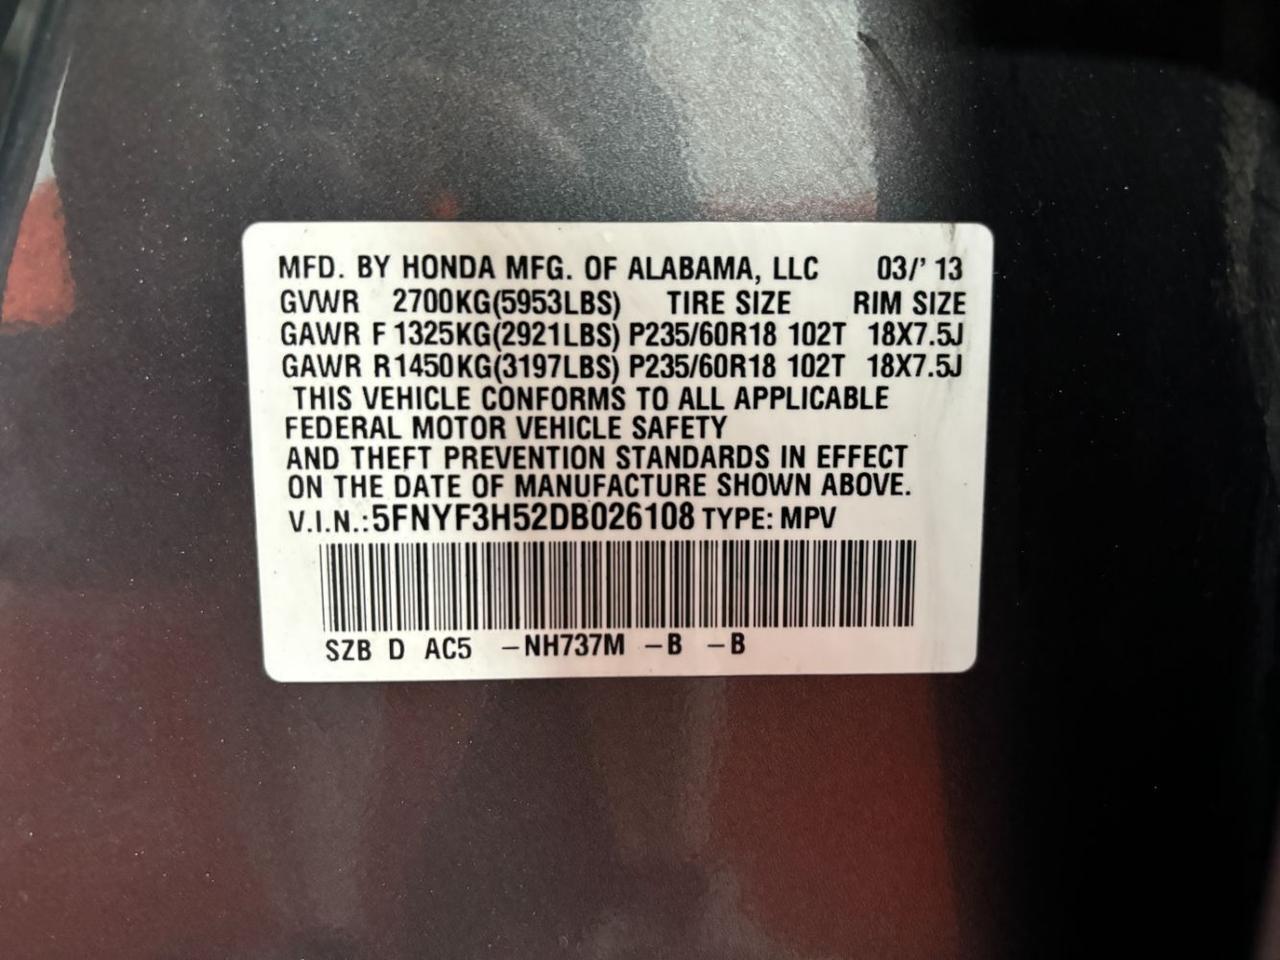 MFD. BY HONDA MFG. OF ALABAMA, LLC 03/'13
GVWR 2700KG(5953LBS) TIRE SIZE RIM SIZE
GAWR F 1325KG(2921LBS) P235/60R18 102T 18X7.5J
GAWR R1450KG(3197LBS) P235/60R18 102T 18X7.5J
THIS VEHICLE CONFORMS TO ALL APPLICABLE
FEDERAL MOTOR VEHICLE SAFETY
AND THEFT PREVENTION STANDARDS IN EFFECT
ON THE DATE OF MANUFACTURE SHOWN ABOVE.
V.I.N.:5FNYF3H52DB026108 TYPE: MPV
SZB D AC5 -NH737M -B -B